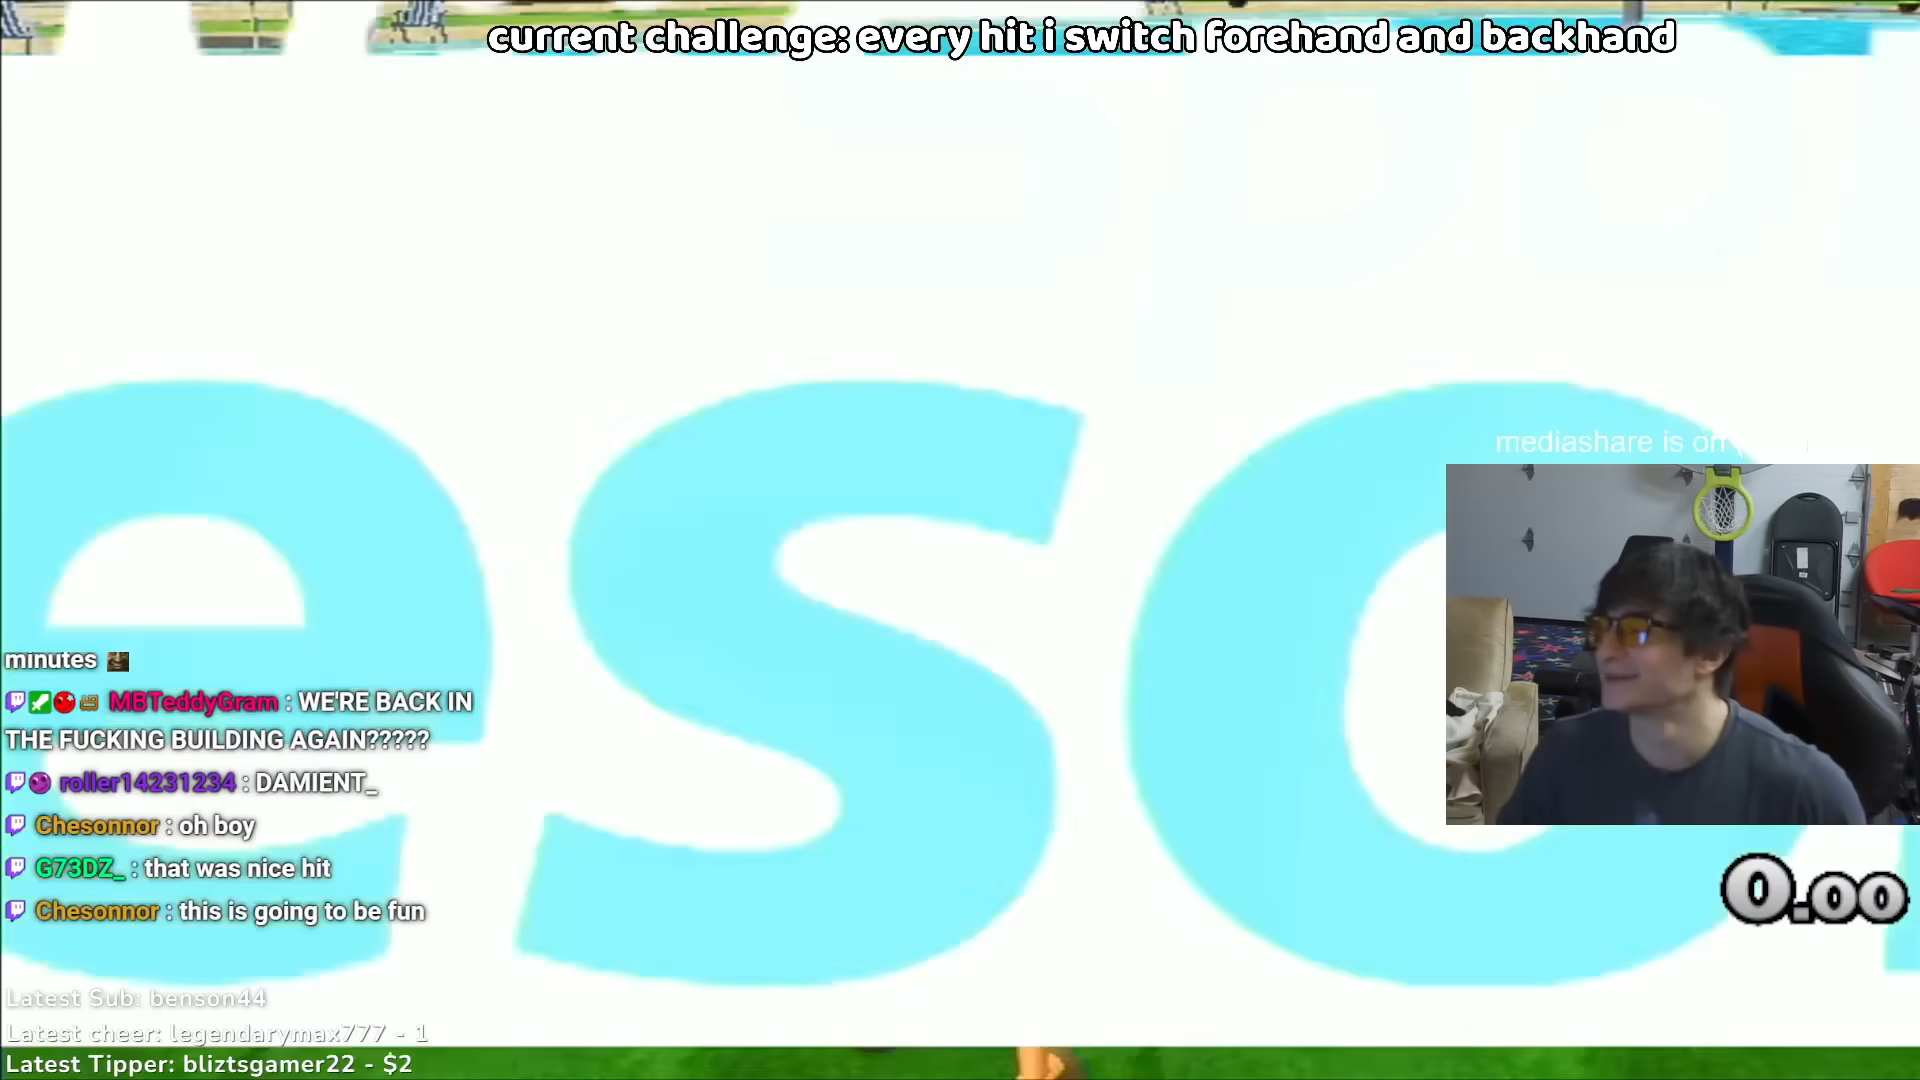 current challenge: every hit i switch forehand and backhand
eso
mediashare is off
minutes
MBTeddyGram : WE'RE BACK IN
THE FUCKING BUILDING AGAIN?????
roller14231234 : DAMIENT_
Chesonnor : oh boy
G73DZ_ : that was nice hit
Chesonnor : this is going to be fun
0.00
Latest Sub: benson44
Latest cheer: legendarymax777 - 1
Latest Tipper: bliztsgamer22 - $2